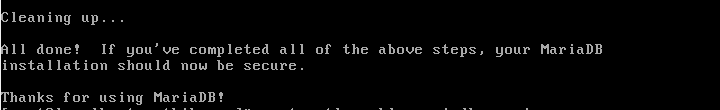 Cleaning up...
All done!  If you've completed all of the above steps, your MariaDB
installation should now be secure.
Thanks for using MariaDB!